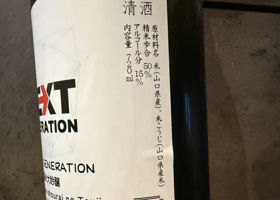 清酒
原材料名 米(山口県産)、米こうじ(山口県産米)
精米歩合 50%
アルコール分 15%
内容量 720ml
EXT
ERATION
GENERATION